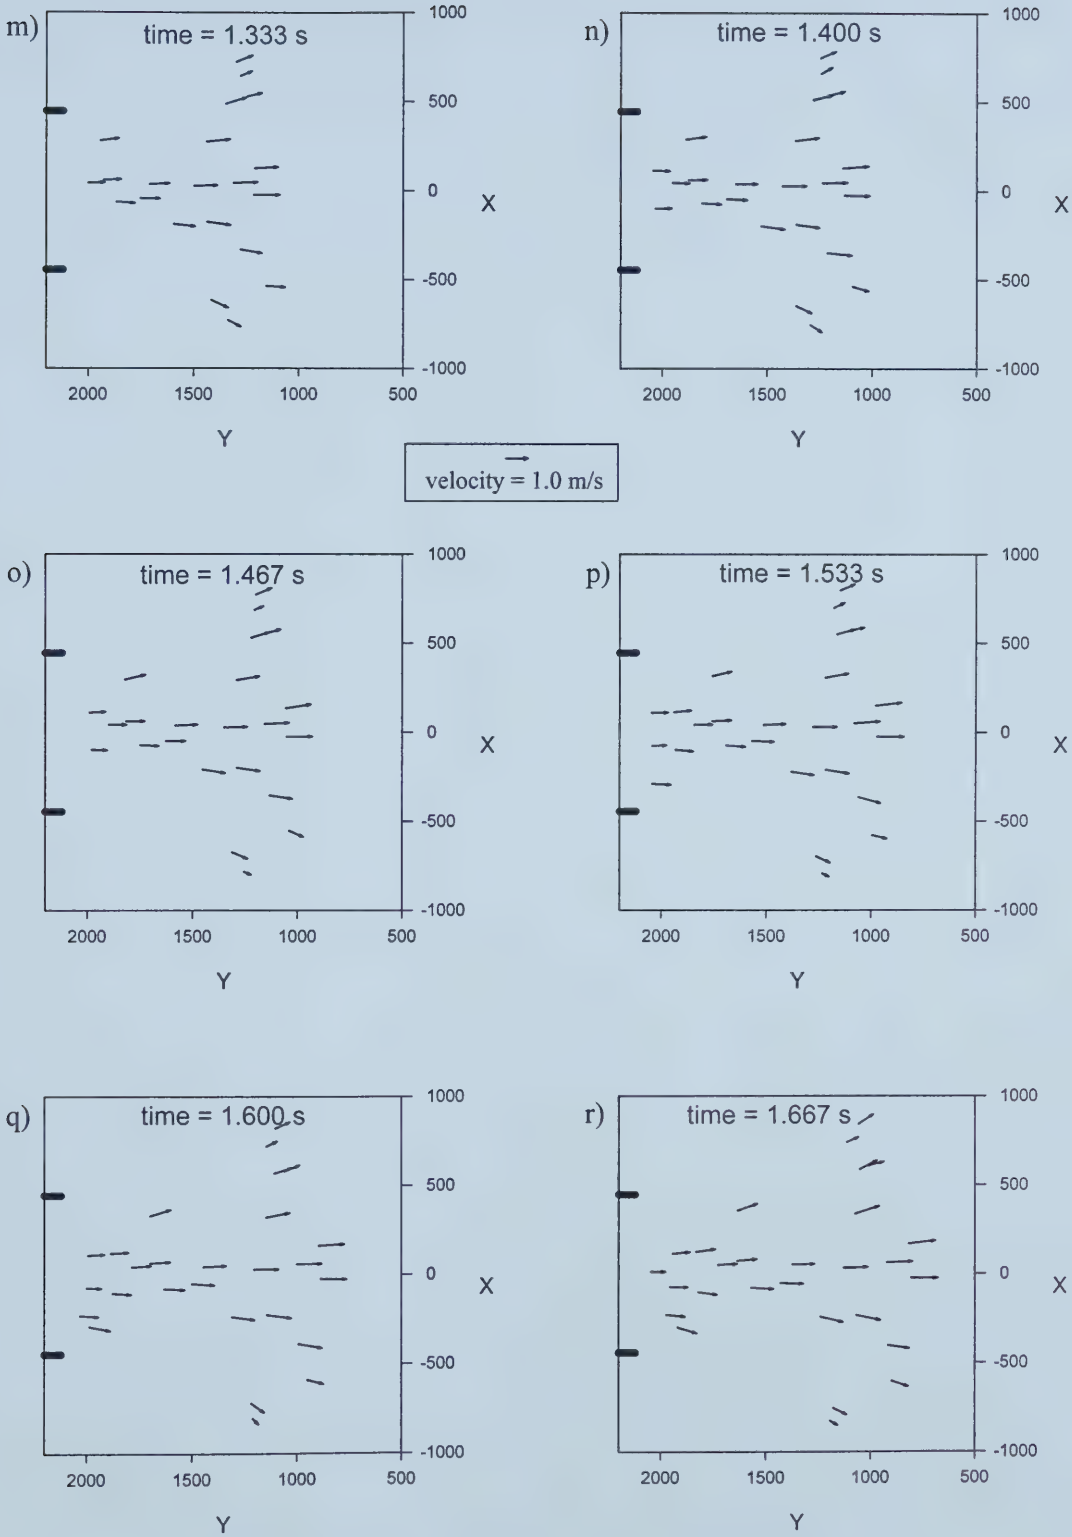 m)
time = 1.333 s
1000
500
0
X
-500
-1000
2000
1500
1000
500
Y
n)
time = 1.400 s
1000
500
0
X
-500
-1000
2000
1500
1000
500
Y
velocity = 1.0 m/s
o)
time = 1.467 s
1000
500
0
X
-500
-1000
2000
1500
1000
500
Y
p)
time = 1.533 s
1000
500
0
X
-500
-1000
2000
1500
1000
500
Y
q)
time = 1.600 s
1000
500
0
X
-500
-1000
2000
1500
1000
500
Y
r)
time = 1.667 s
1000
500
0
X
-500
-1000
2000
1500
1000
500
Y